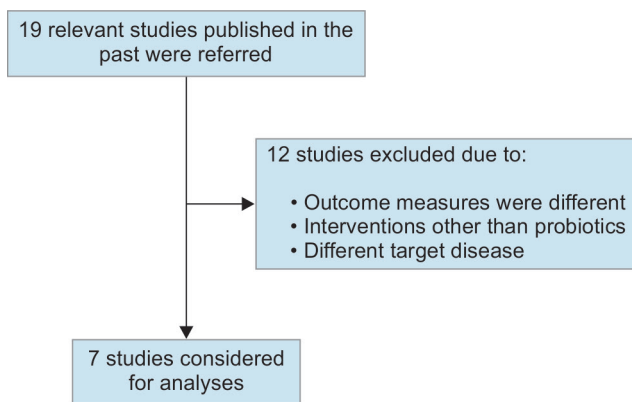 19 relevant studies published in the
past were referred
12 studies excluded due to:
• Outcome measures were different
• Interventions other than probiotics
• Different target disease
7 studies considered
for analyses